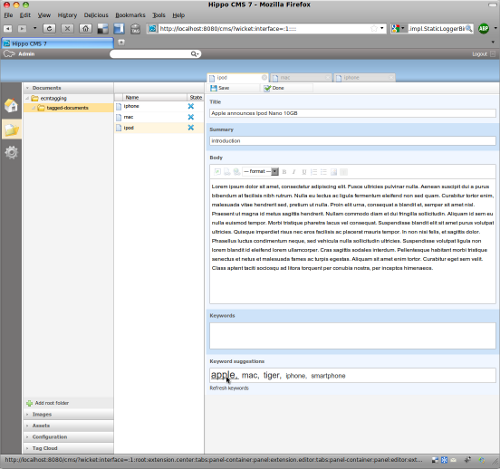 Hippo CMS 7 - Mozilla Firefox
File Edit View History Delicious Bookmarks Tools Help
http://localhost:8080/cms/?wicket:interface=:1::::
impl.StaticLoggerBi
ABP
Hippo CMS 7
Admin
Logout
ipod mac iphone
Documents
Save Done
ecmtagging
tagged-documents
Name State
iphone
mac
ipod
Title
Apple announces Ipod Nano 10GB
Summary
introduction
Body
— format —
Lorem ipsum dolor sit amet, consectetur adipiscing elit. Fusce ultricies pulvinar nulla. Aenean suscipit dui a purus
bibendum at facilisis nibh rutrum. Nulla eu lectus ac ligula fermentum eleifend non sed quam. Curabitur tortor enim,
malesuada vitae hendrerit sed, pretium ut nulla. Proin elit urna, consequat a blandit et, semper sit amet nisl.
Praesent ut magna id metus sagittis hendrerit. Nullam commodo diam et dui fringilla sollicitudin. Aliquam id sem eu
nulla euismod tempor. Morbi tristique pharetra lacus vel consequat. Suspendisse blandit elit sit amet purus volutpat
ultricies. Quisque imperdiet risus nec eros facilisis ac placerat mauris tempor. In non nisi felis, et sagittis dolor.
Phasellus luctus condimentum neque, sed vehicula nulla sollicitudin ultricies. Suspendisse volutpat ligula non
lorem blandit id eleifend lorem ullamcorper. Cras sagittis sodales interdum. Pellentesque habitant morbi tristique
senectus et netus et malesuada fames ac turpis egestas. Aliquam sit amet enim tortor. Curabitur eget sem velit.
Class aptent taciti sociosqu ad litora torquent per conubia nostra, per inceptos himenaeos.
Keywords
Keyword suggestions
apple, mac, tiger, iphone, smartphone
Refresh keywords
Add root folder
Images
Assets
Configuration
Tag Cloud
http://localhost:8080/cms/?wicket:interface=:1:root:extension.center:tabs:panel-container:panel:extension.editor:tabs:panel-container:panel:editor:ext...